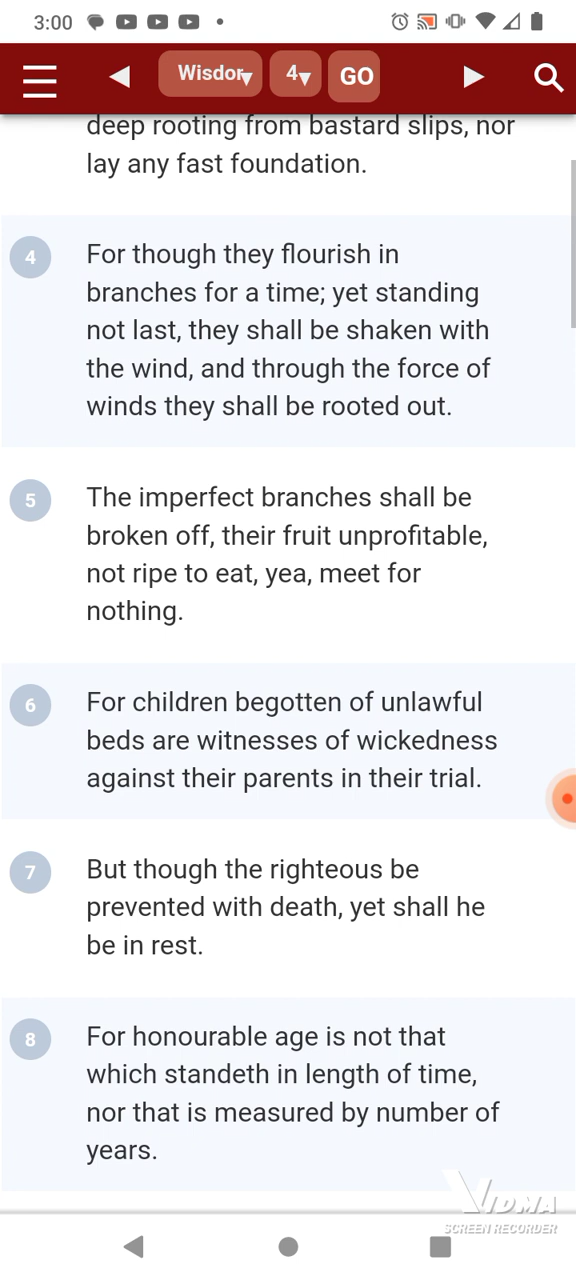 3:00
Wisdor
4
GO
deep rooting from bastard slips, nor
lay any fast foundation.
4
For though they flourish in
branches for a time; yet standing
not last, they shall be shaken with
the wind, and through the force of
winds they shall be rooted out.
5
The imperfect branches shall be
broken off, their fruit unprofitable,
not ripe to eat, yea, meet for
nothing.
6
For children begotten of unlawful
beds are witnesses of wickedness
against their parents in their trial.
7
But though the righteous be
prevented with death, yet shall he
be in rest.
8
For honourable age is not that
which standeth in length of time,
nor that is measured by number of
years.
VIDMA
SCREEN RECORDER